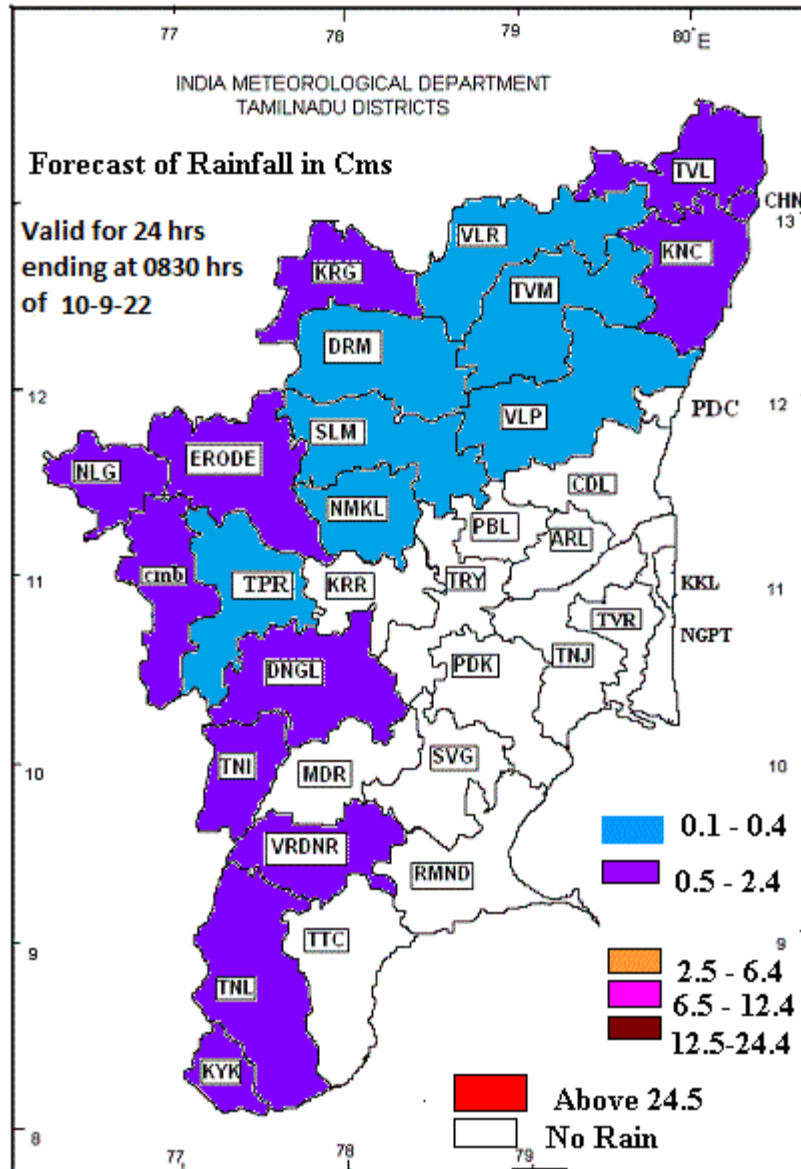 77 78 79 80°E
INDIA METEOROLOGICAL DEPARTMENT
TAMILNADU DISTRICTS
Forecast of Rainfall in Cms
TVL
CHN
13
Valid for 24 hrs
ending at 0830 hrs
of 10-9-22
VLR
KNC
KRG
TVM
DRM
12 12
PDC
VLP
SLM
ERODE
NLG
CDL
NMKL
PBL
ARL
cmb
TPR
KRR
TRY
11 11
KKL
TVR
NGPT
DNGL
PDK
TNJ
TNI
MDR
SVG
10 10
VRDNR
RMND
0.1 - 0.4
0.5 - 2.4
TTC
9 9
TNL
2.5 - 6.4
6.5 - 12.4
12.5-24.4
KYK
Above 24.5
No Rain
8
77 78 79